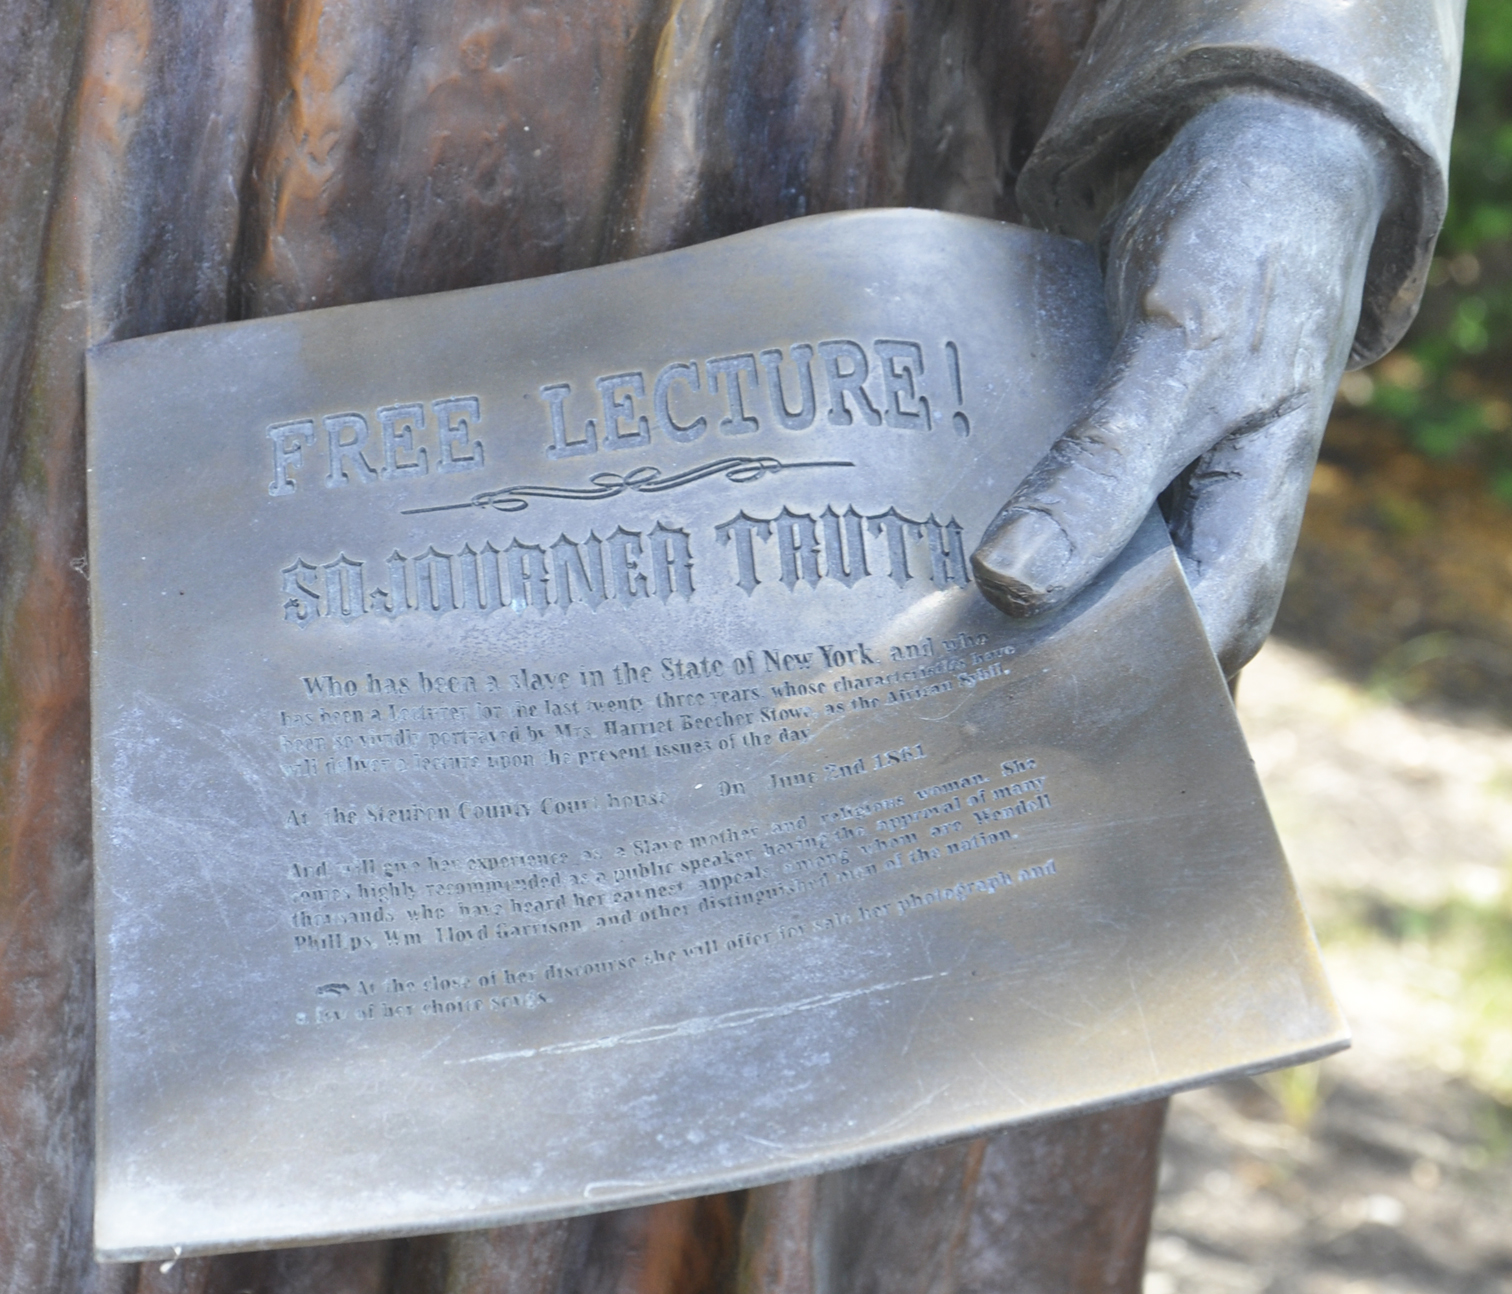 FREE LECTURE!
SOJOURNER TRUTH
Who has been a slave in the State of New York, and who
has been a Lecturer for the last twenty-three years, whose characteristics have
been so vividly portrayed by Mrs. Harriet Beecher Stowe, as the African Sybil,
will deliver a lecture upon the present issues of the day
At the Steuben County Court house On June 2nd 1861
And will give her experience as a Slave mother and religious woman. She
comes highly recommended as a public speaker, having the approval of many
thousands who have heard her earnest appeals, among whom are Wendell
Phillips, Wm. Lloyd Garrison, and other distinguished men of the nation.
At the close of her discourse she will offer for sale her photograph and
a few of her choice songs.